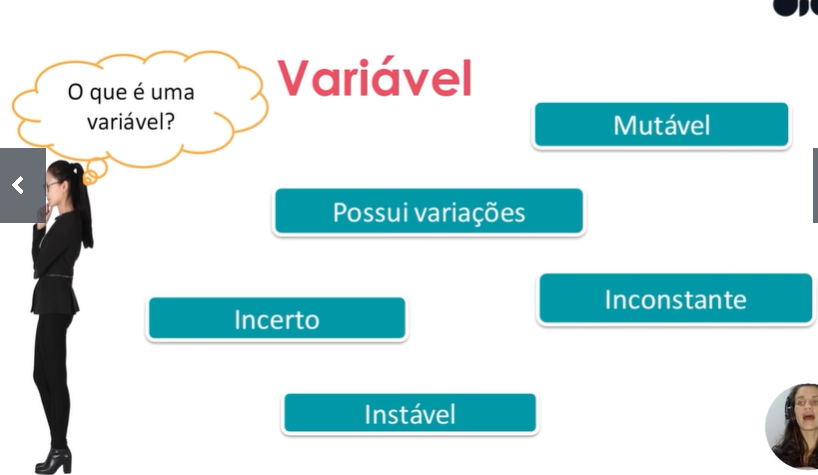 O que é uma
variável?
Variável
Mutável
Possui variações
Inconstante
Incerto
Instável